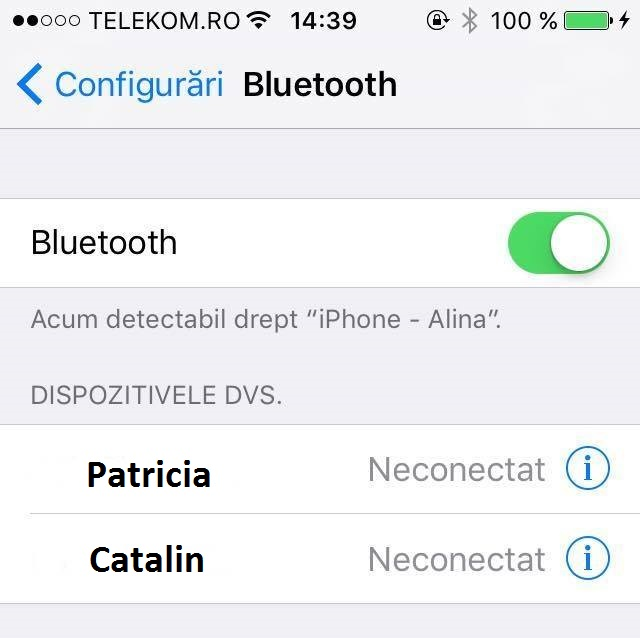 TELEKOM.RO 14:39 100 %
Configurări Bluetooth
Bluetooth
Acum detectabil drept “iPhone - Alina”.
DISPOZITIVELE DVS.
Patricia Neconectat i
Catalin Neconectat i